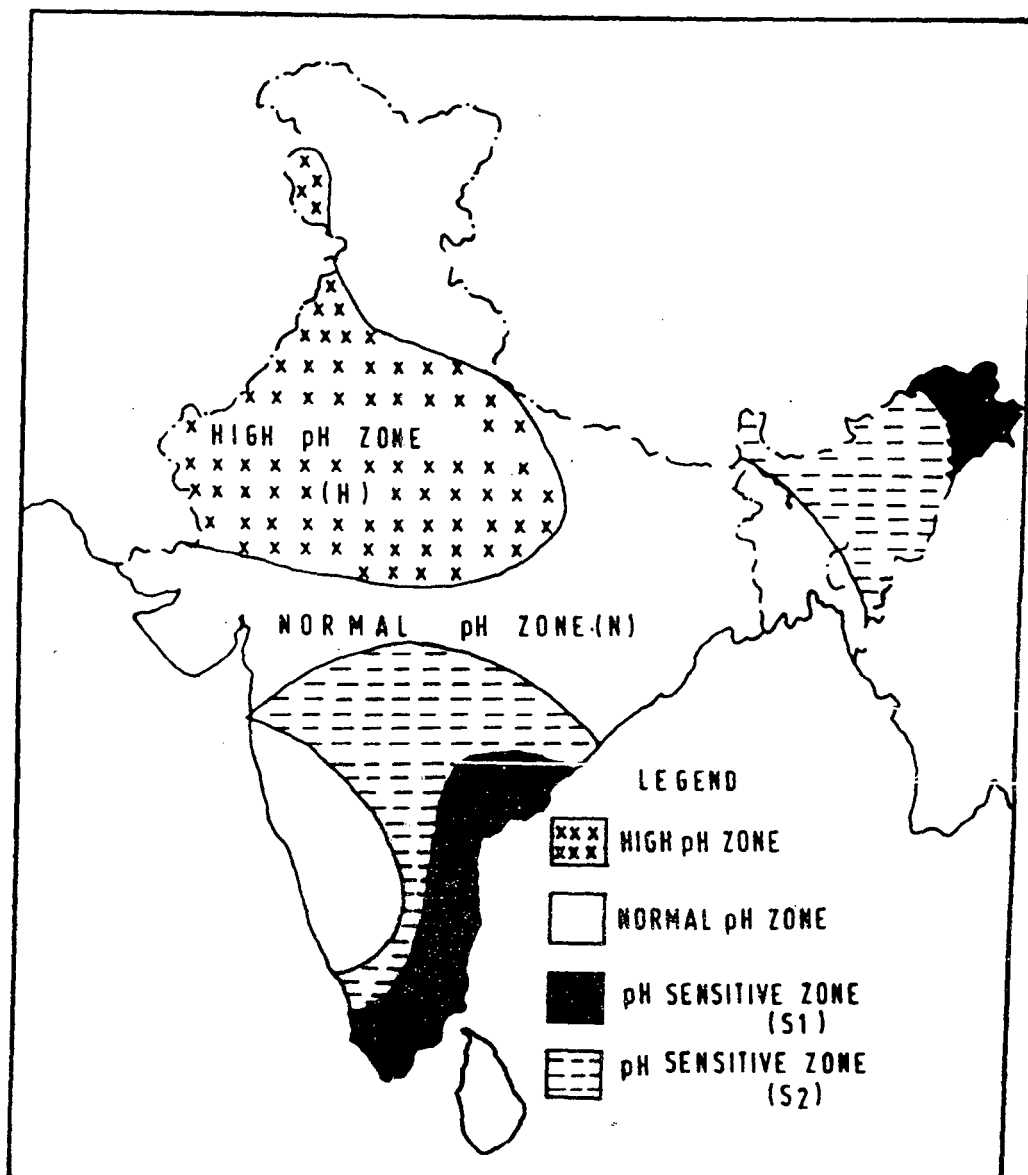 HIGH pH ZONE
(H)
NORMAL pH ZONE.(N)
LEGEND
HIGH pH ZONE
NORMAL pH ZONE
pH SENSITIVE ZONE
(S1)
pH SENSITIVE ZONE
(S2)